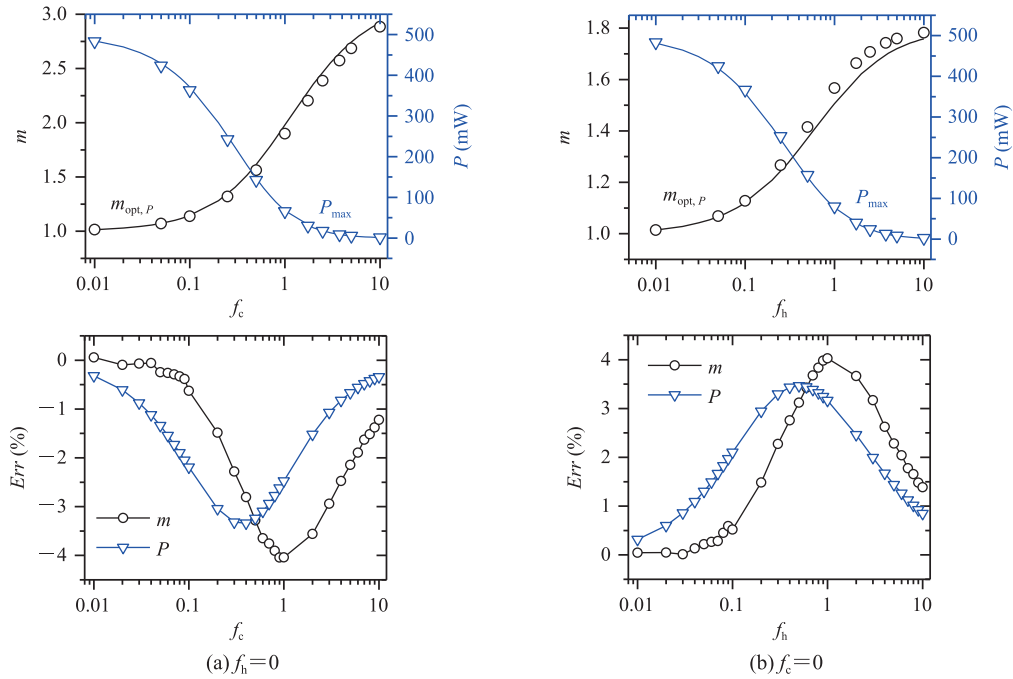 3.0
2.5
2.0
1.5
1.0
m
500
400
300
200
100
0
P (mW)
m_opt, P
P_max
0.01 0.1 1 10
f_c
1.8
1.6
1.4
1.2
1.0
m
500
400
300
200
100
0
P (mW)
m_opt, P
P_max
0.01 0.1 1 10
f_h
0
−1
−2
−3
−4
Err (%)
m
P
0.01 0.1 1 10
f_c
(a) f_h=0
4
3
2
1
0
Err (%)
m
P
0.01 0.1 1 10
f_h
(b) f_c=0